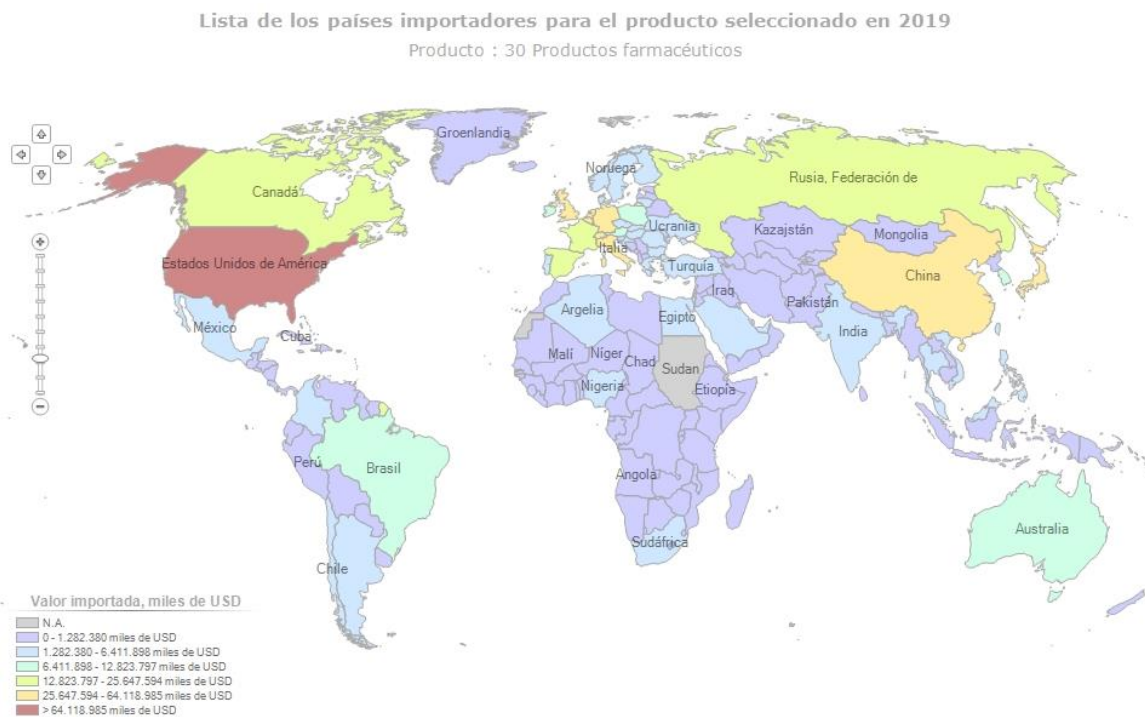 Lista de los países importadores para el producto seleccionado en 2019
Producto : 30 Productos farmacéuticos
Groenlandia
Noruega
Canadá
Rusia, Federación de
Ucrania
Kazajstán
Mongolia
Italia
Estados Unidos de América
Turquía
China
Iraq
Pakistán
Argelia
Egipto
México
India
Cuba
Malí
Níger
Chad
Sudan
Nigeria
Etiopía
Perú
Brasil
Angola
Australia
Sudáfrica
Chile
Valor importada, miles de USD
N.A.
0 - 1.282.380 miles de USD
1.282.380 - 6.411.898 miles de USD
6.411.898 - 12.823.797 miles de USD
12.823.797 - 25.647.594 miles de USD
25.647.594 - 64.118.985 miles de USD
> 64.118.985 miles de USD